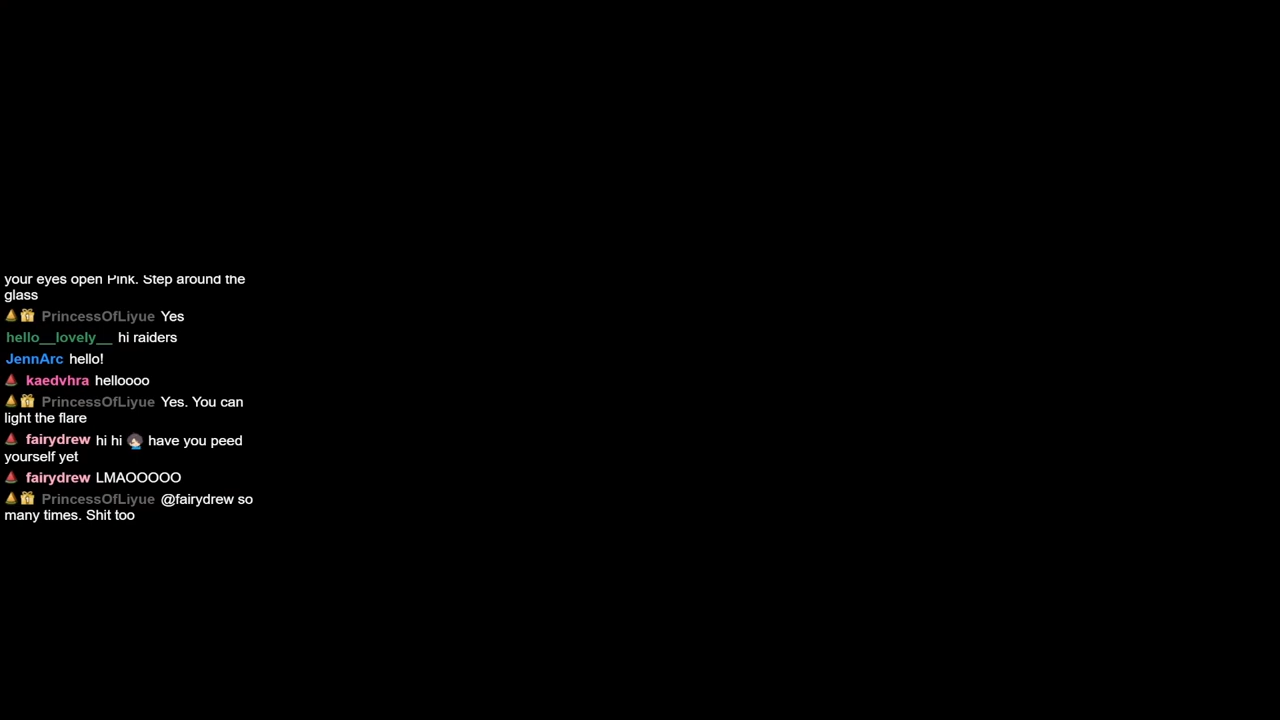 your eyes open Pink. Step around the
glass
PrincessOfLiyue Yes
hello__lovely__ hi raiders
JennArc hello!
kaedvhra helloooo
PrincessOfLiyue Yes. You can
light the flare
fairydrew hi hi have you peed
yourself yet
fairydrew LMAOOOOO
PrincessOfLiyue @fairydrew so
many times. Shit too